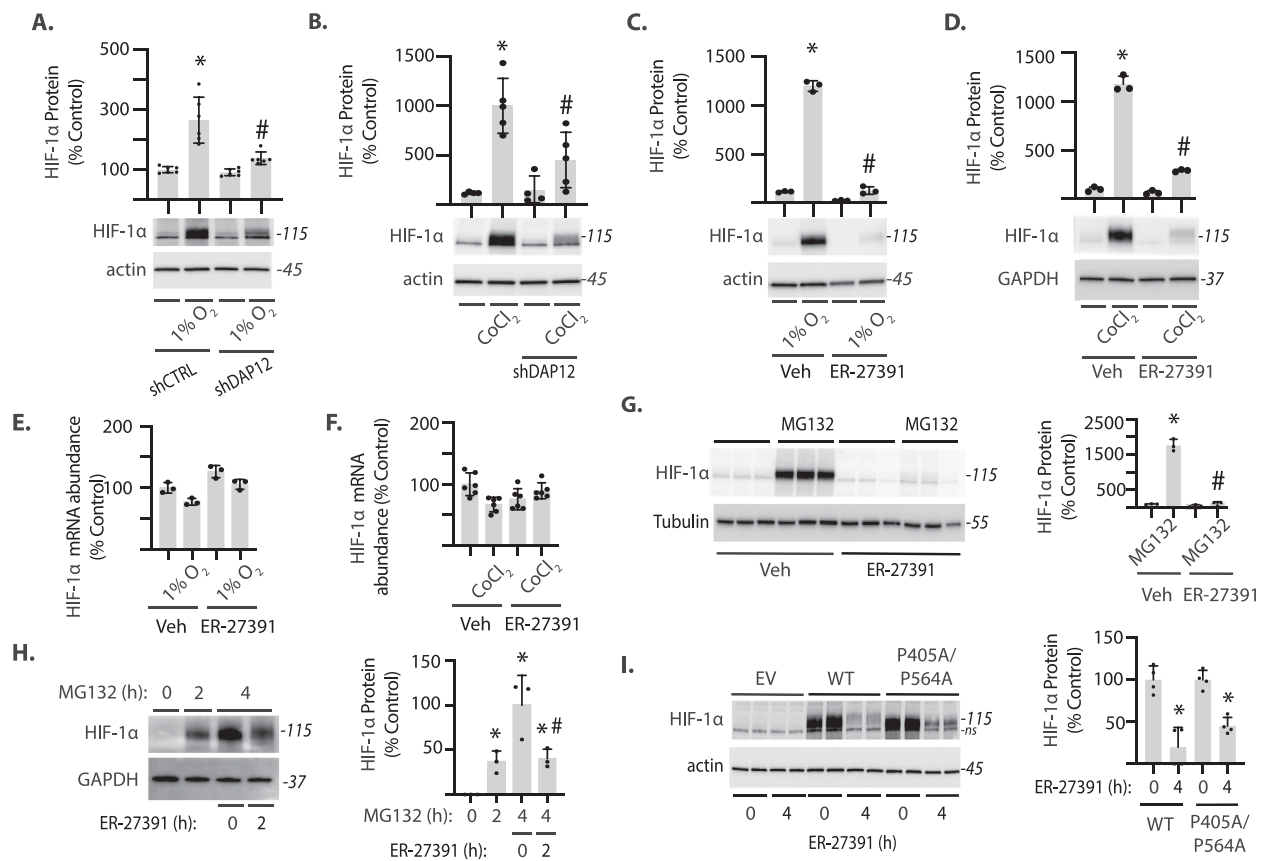 A.
HIF-1α Protein
(% Control)
500
300
100
*
#
HIF-1α
-115
actin
-45
1% O2
1% O2
shCTRL
shDAP12
B.
HIF-1α Protein
(% Control)
1500
1000
500
*
#
HIF-1α
-115
actin
-45
CoCl2
CoCl2
shDAP12
C.
HIF-1α Protein
(% Control)
1500
1000
500
*
#
HIF-1α
-115
actin
-45
1% O2
1% O2
Veh
ER-27391
D.
HIF-1α Protein
(% Control)
1500
1000
500
*
#
HIF-1α
-115
GAPDH
-37
CoCl2
CoCl2
Veh
ER-27391
E.
HIF-1α mRNA abundance
(% Control)
200
100
1% O2
1% O2
Veh
ER-27391
F.
HIF-1α mRNA
abundance (% Control)
200
100
CoCl2
CoCl2
Veh
ER-27391
G.
MG132
MG132
HIF-1α
-115
Tubulin
-55
Veh
ER-27391
HIF-1α Protein
(% Control)
2500
1500
500
*
#
MG132
MG132
Veh
ER-27391
H.
MG132 (h): 0 2 4
HIF-1α
-115
GAPDH
-37
ER-27391 (h): 0 2
HIF-1α Protein
(% Control)
150
100
50
*
*
* #
MG132 (h): 0 2 4 4
ER-27391 (h): 0 2
I.
EV
WT
P405A/
P564A
HIF-1α
-115
-ns
actin
-45
0 4 0 4 0 4
ER-27391 (h)
HIF-1α Protein
(% Control)
100
50
0
*
*
ER-27391 (h): 0 4 0 4
WT
P405A/
P564A